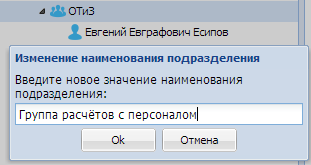 ОТиЗ
Евгений Евграфович Есипов
Изменение наименования подразделения
Введите новое значение наименования
подразделения:
Группа расчётов с персоналом
Ok
Отмена